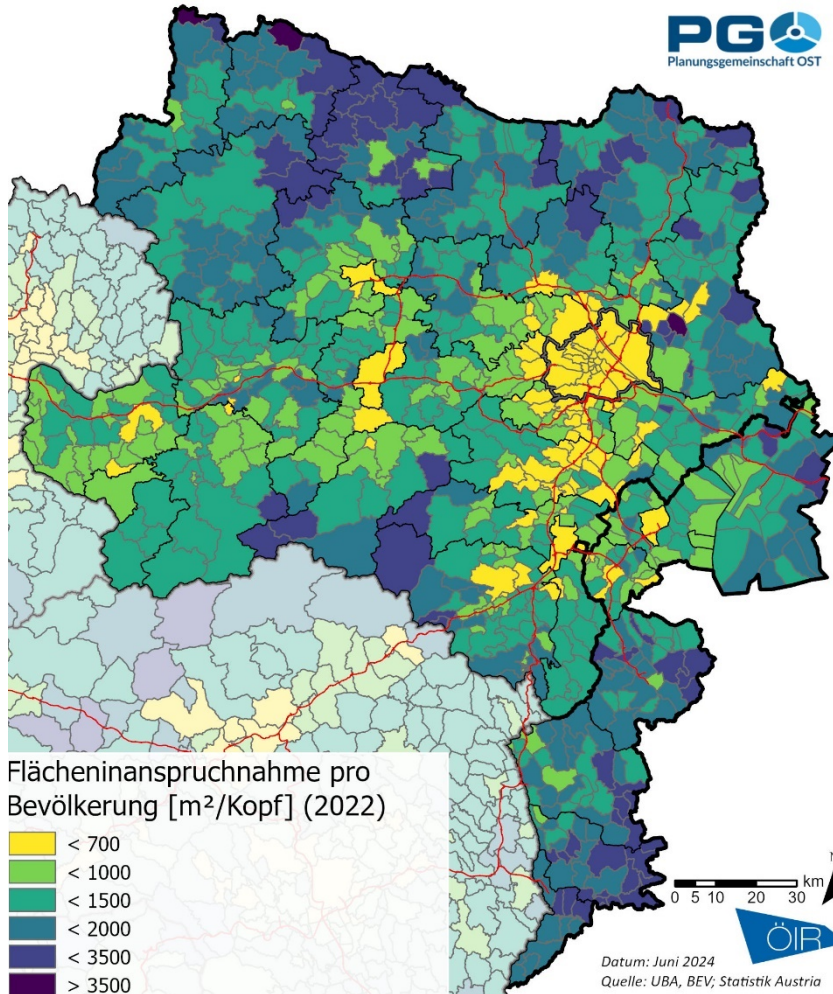 PGO
Planungsgemeinschaft OST
Flächeninanspruchnahme pro
Bevölkerung [m²/Kopf] (2022)
< 700
< 1000
< 1500
< 2000
< 3500
> 3500
N
km
0 5 10 20 30
ÖIR
Datum: Juni 2024
Quelle: UBA, BEV; Statistik Austria